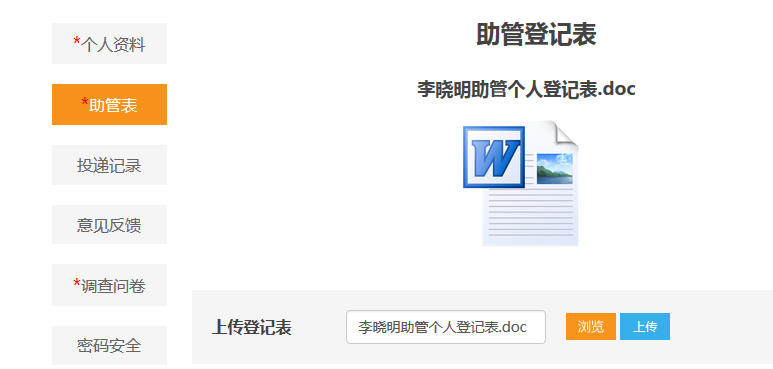 *个人资料
*助管表
投递记录
意见反馈
*调查问卷
密码安全
助管登记表
李晓明助管个人登记表.doc
W
上传登记表
李晓明助管个人登记表.doc
浏览
上传